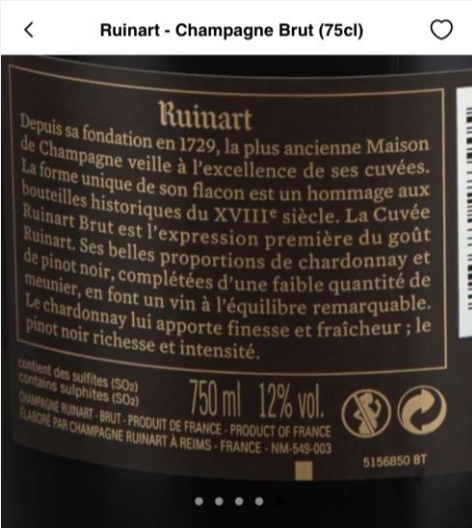 Ruinart - Champagne Brut (75cl)
Ruinart
Depuis sa fondation en 1729, la plus ancienne Maison
de Champagne veille à l'excellence de ses cuvées.
La forme unique de son flacon est un hommage aux
bouteilles historiques du XVIIIe siècle. La Cuvée
Ruinart Brut est l'expression première du goût
Ruinart. Ses belles proportions de chardonnay et
de pinot noir, complétées d'une faible quantité de
meunier, en font un vin à l'équilibre remarquable.
Le chardonnay lui apporte finesse et fraîcheur ; le
pinot noir richesse et intensité.
contient des sulfites (SO2)
contains sulphites (SO2)
750 ml 12% vol.
CHAMPAGNE RUINART - BRUT - PRODUIT DE FRANCE - PRODUCT OF FRANCE
ÉLABORÉ PAR CHAMPAGNE RUINART À REIMS - FRANCE - NM-549-003
5156850 BT